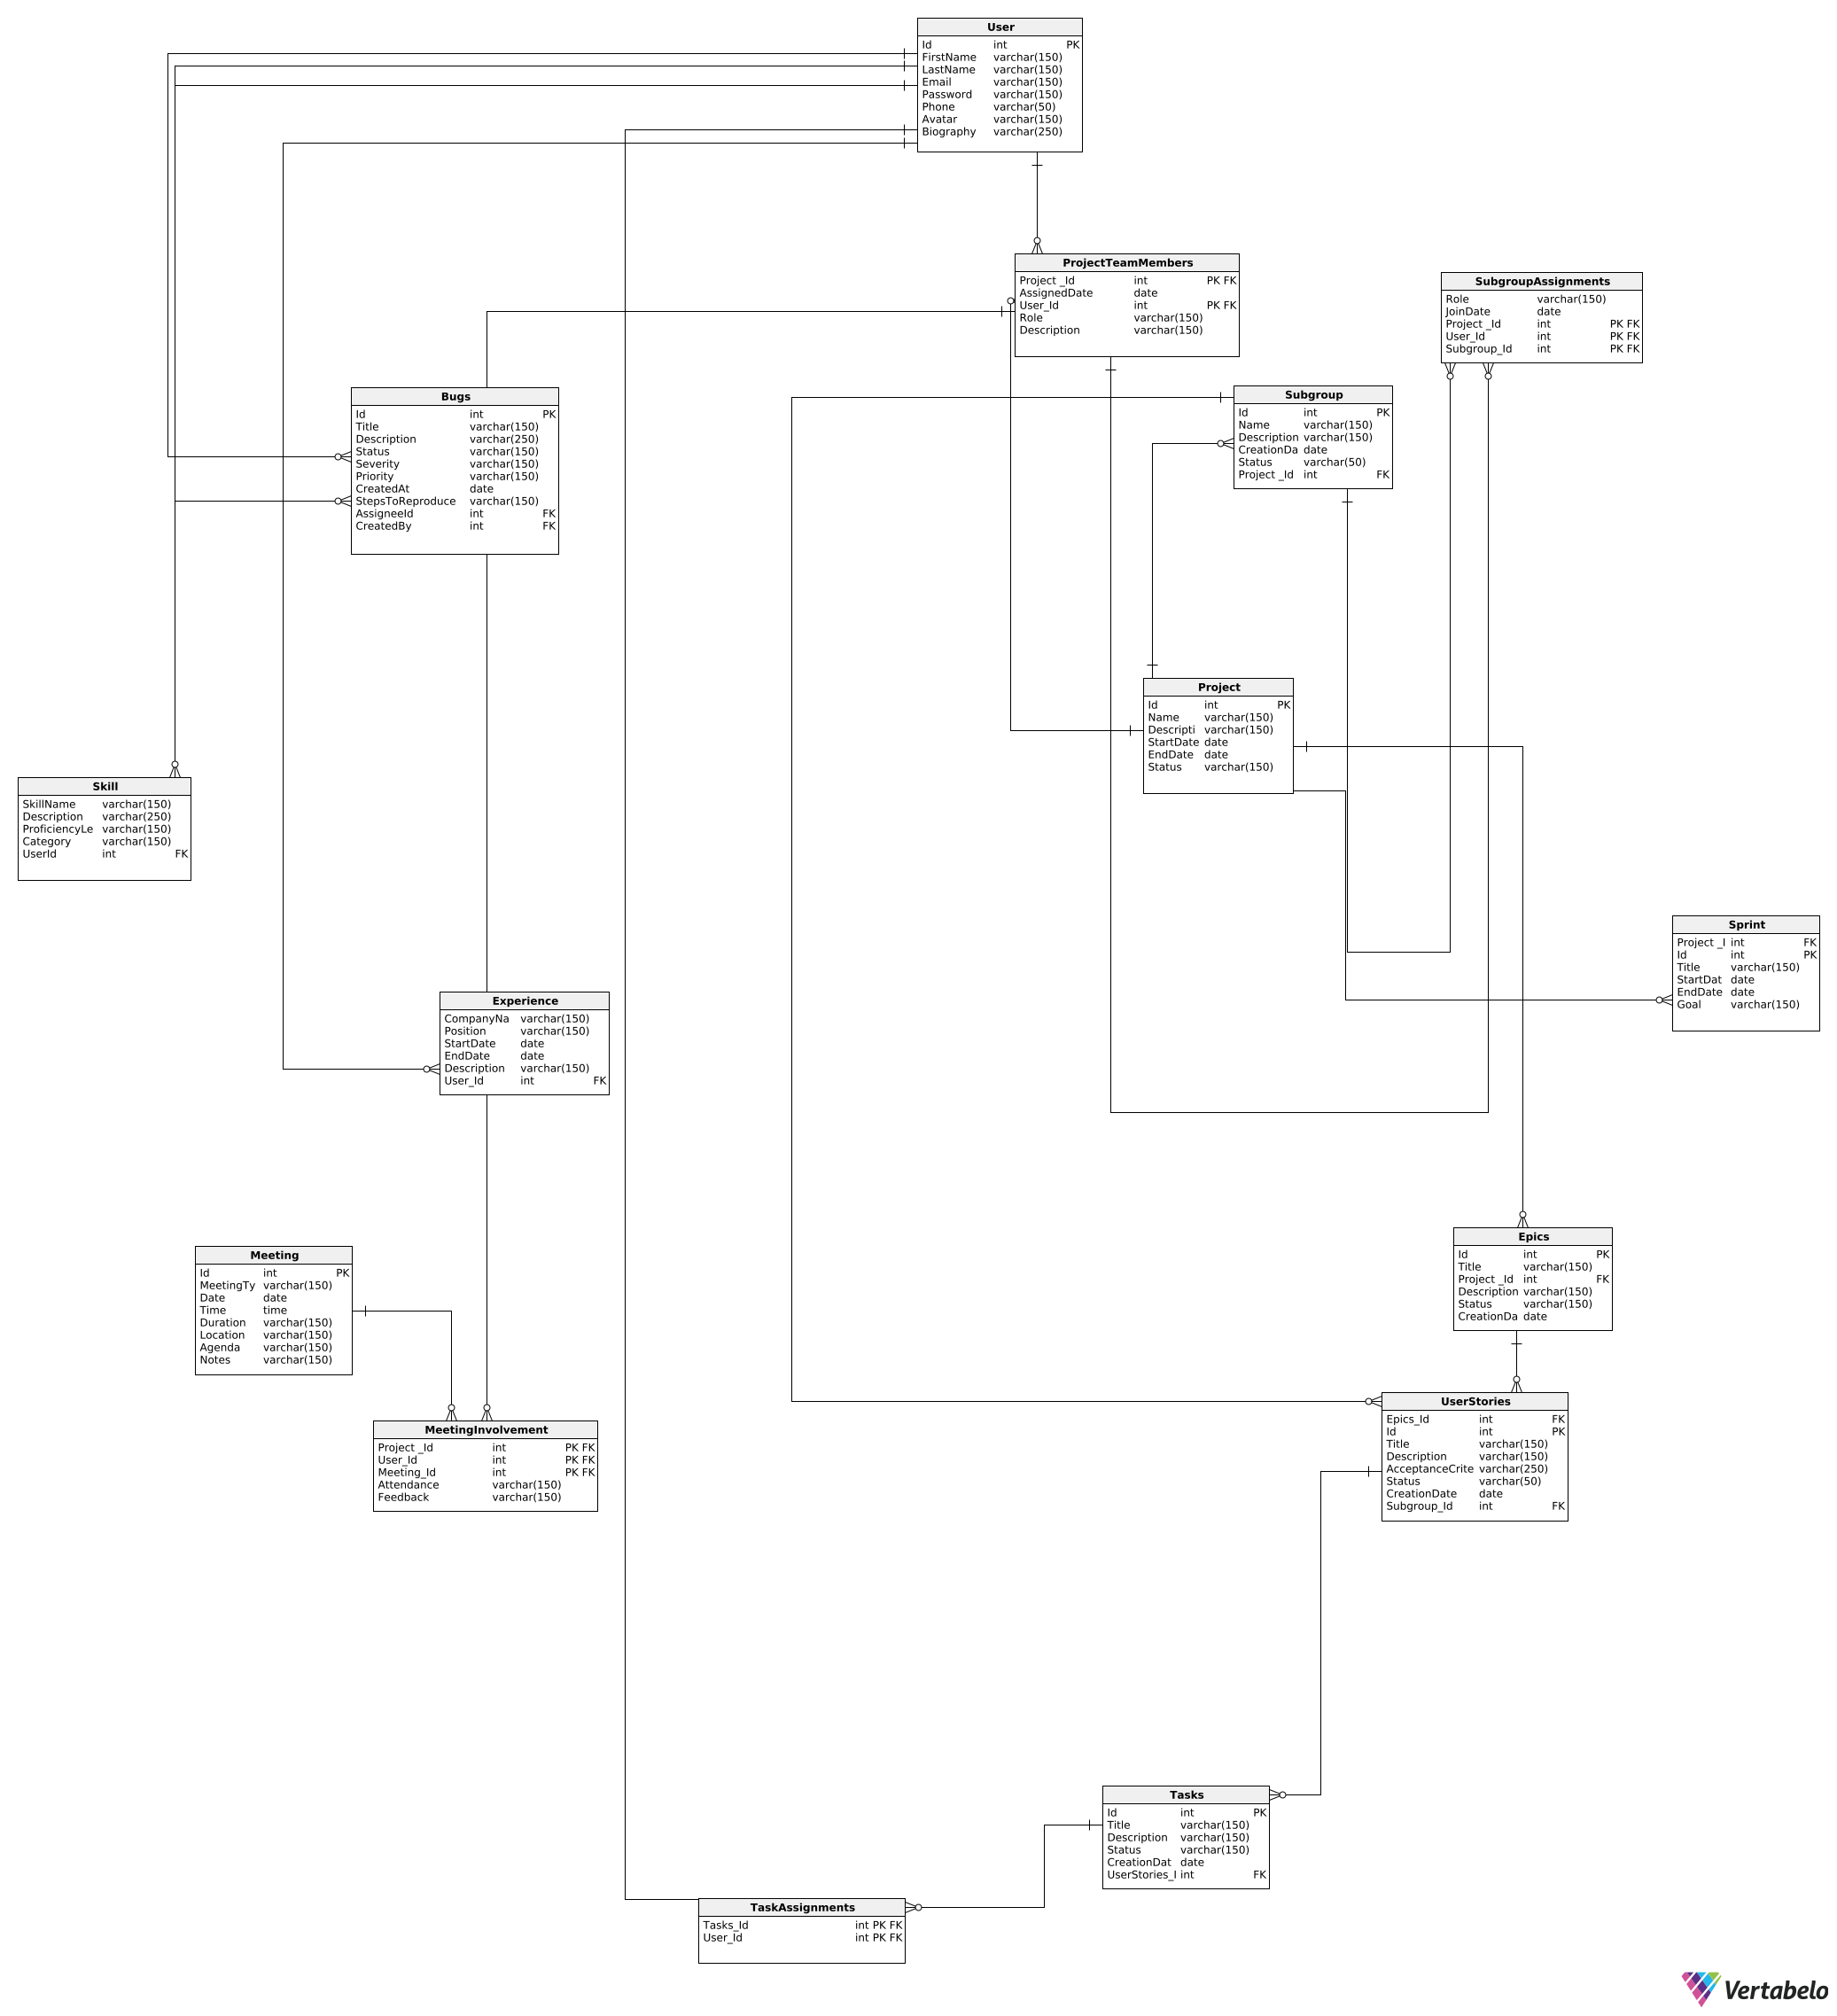 User
Id int PK
FirstName varchar(150)
LastName varchar(150)
Email varchar(150)
Password varchar(150)
Phone varchar(50)
Avatar varchar(150)
Biography varchar(250)
ProjectTeamMembers
Project _Id int PK FK
AssignedDate date
User_Id int PK FK
Role varchar(150)
Description varchar(150)
SubgroupAssignments
Role varchar(150)
JoinDate date
Project _Id int PK FK
User_Id int PK FK
Subgroup_Id int PK FK
Bugs
Id int PK
Title varchar(150)
Description varchar(250)
Status varchar(150)
Severity varchar(150)
Priority varchar(150)
CreatedAt date
StepsToReproduce varchar(150)
AssigneeId int FK
CreatedBy int FK
Subgroup
Id int PK
Name varchar(150)
Description varchar(150)
CreationDa date
Status varchar(50)
Project _Id int FK
Project
Id int PK
Name varchar(150)
Descripti varchar(150)
StartDate date
EndDate date
Status varchar(150)
Skill
SkillName varchar(150)
Description varchar(250)
ProficiencyLe varchar(150)
Category varchar(150)
UserId int FK
Sprint
Project _I int FK
Id int PK
Title varchar(150)
StartDat date
EndDate date
Goal varchar(150)
Experience
CompanyNa varchar(150)
Position varchar(150)
StartDate date
EndDate date
Description varchar(150)
User_Id int FK
Epics
Id int PK
Title varchar(150)
Project _Id int FK
Description varchar(150)
Status varchar(150)
CreationDa date
Meeting
Id int PK
MeetingTy varchar(150)
Date date
Time time
Duration varchar(150)
Location varchar(150)
Agenda varchar(150)
Notes varchar(150)
UserStories
Epics_Id int FK
Id int PK
Title varchar(150)
Description varchar(150)
AcceptanceCrite varchar(250)
Status varchar(50)
CreationDate date
Subgroup_Id int FK
MeetingInvolvement
Project _Id int PK FK
User_Id int PK FK
Meeting_Id int PK FK
Attendance varchar(150)
Feedback varchar(150)
Tasks
Id int PK
Title varchar(150)
Description varchar(150)
Status varchar(150)
CreationDat date
UserStories_I int FK
TaskAssignments
Tasks_Id int PK FK
User_Id int PK FK
Vertabelo